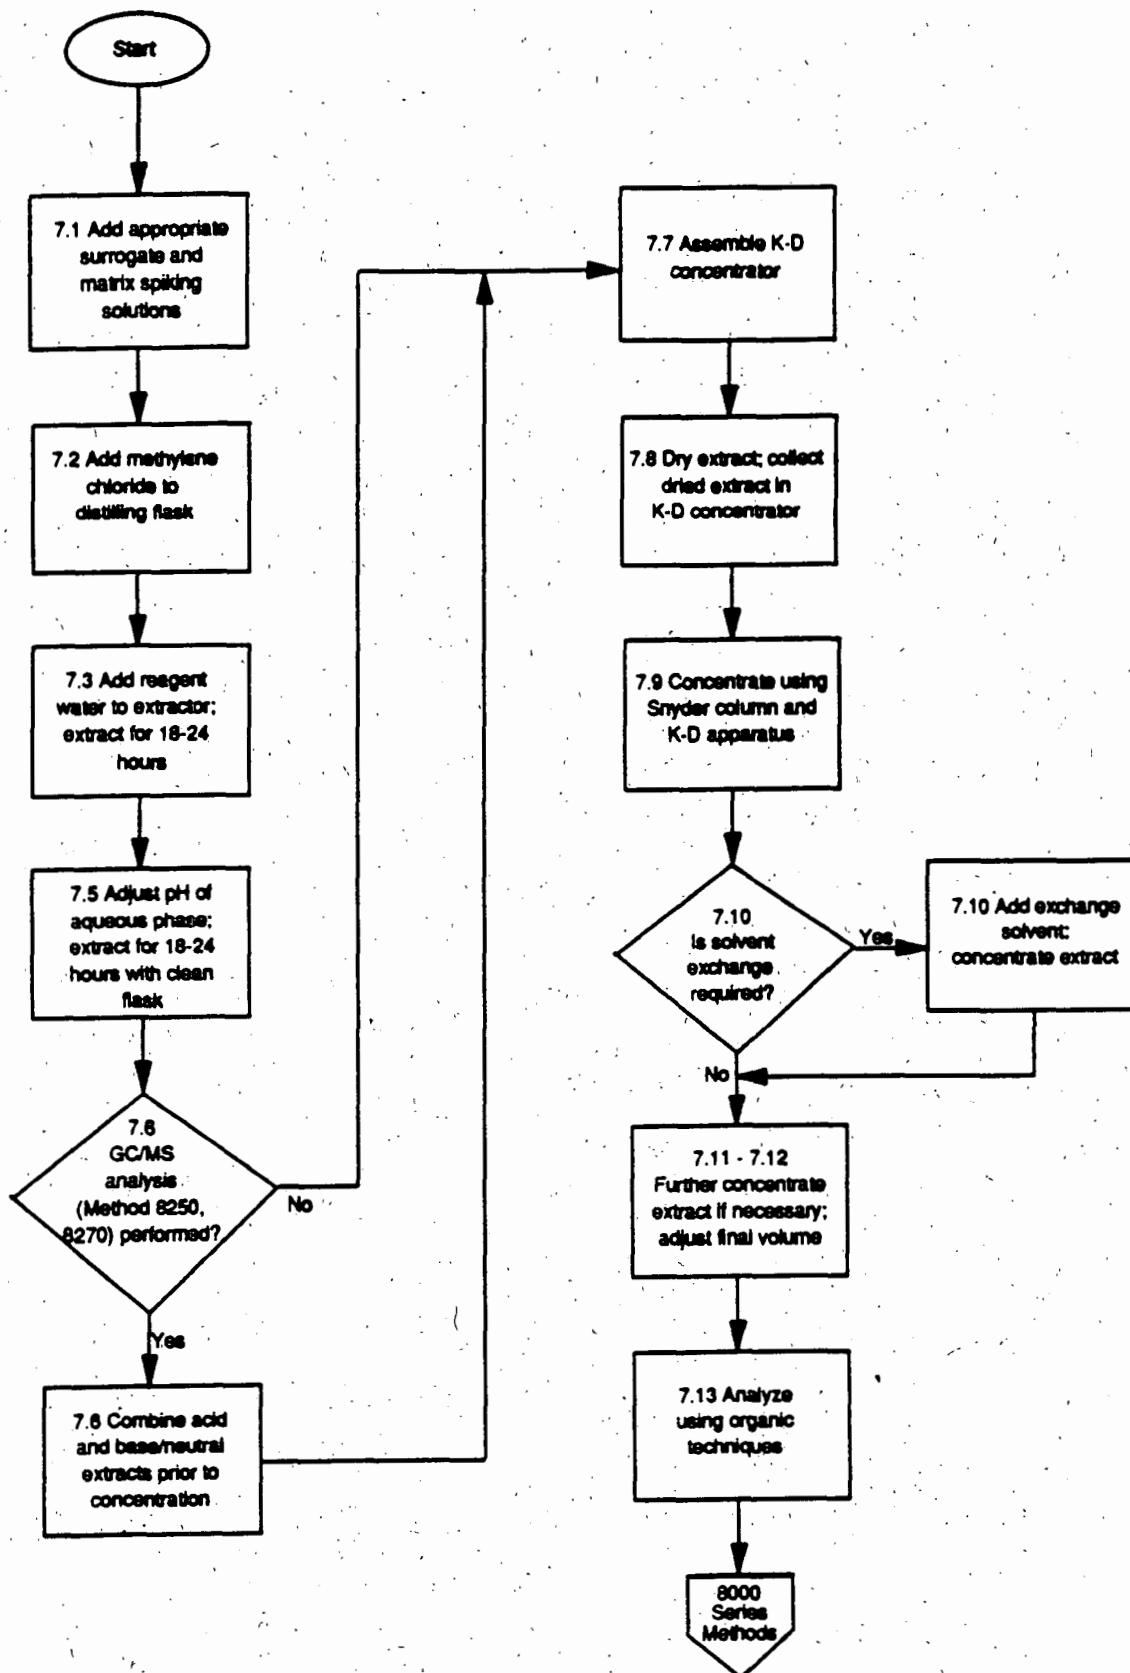 Start
7.1 Add appropriate
surrogate and
matrix spiking
solutions
7.2 Add methylene
chloride to
distilling flask
7.3 Add reagent
water to extractor;
extract for 18-24
hours
7.5 Adjust pH of
aqueous phase;
extract for 18-24
hours with clean
flask
7.6
GC/MS
analysis
(Method 8250,
8270) performed?
No
Yes
7.6 Combine acid
and base/neutral
extracts prior to
concentration
7.7 Assemble K-D
concentrator
7.8 Dry extract; collect
dried extract in
K-D concentrator
7.9 Concentrate using
Snyder column and
K-D apparatus
7.10
Is solvent
exchange
required?
Yes
7.10 Add exchange
solvent;
concentrate extract
No
7.11 - 7.12
Further concentrate
extract if necessary;
adjust final volume
7.13 Analyze
using organic
techniques
8000
Series
Methods